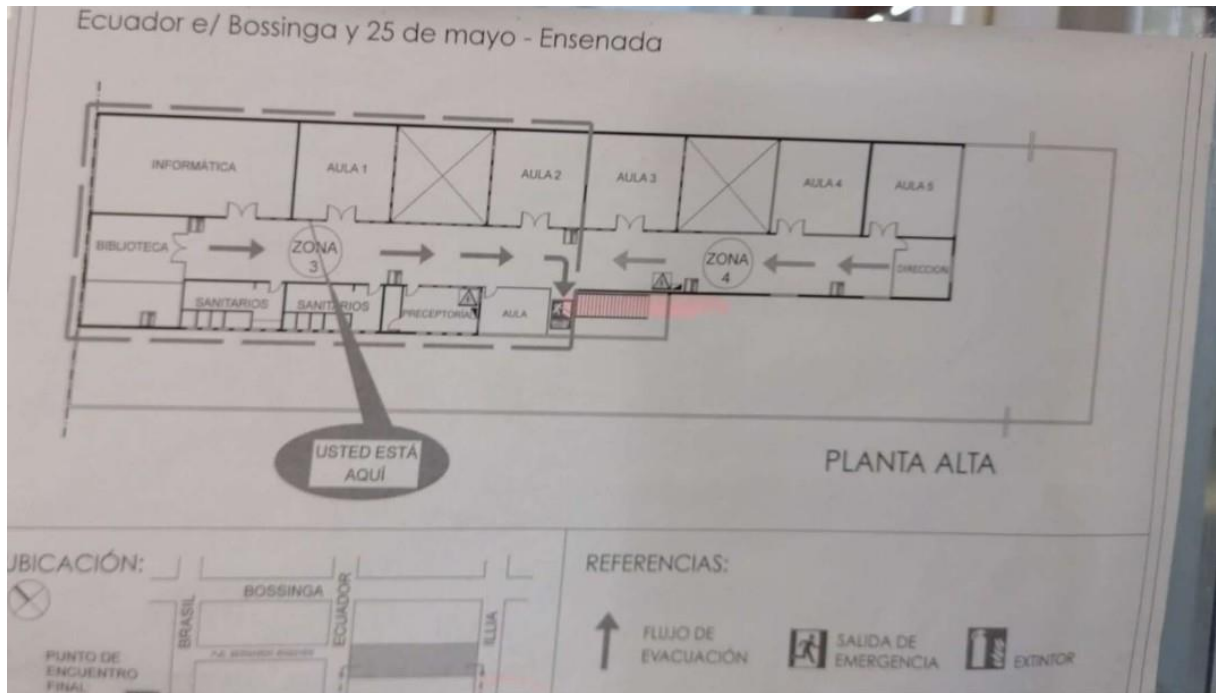 Ecuador e/ Bossinga y 25 de mayo - Ensenada
INFORMÁTICA
AULA 1
AULA 2
AULA 3
AULA 4
AULA 5
BIBLIOTECA
ZONA
3
ZONA
4
DIRECCION
SANITARIOS
SANITARIOS
PRECEPTORIA
AULA
USTED ESTÁ
AQUÍ
PLANTA ALTA
UBICACIÓN:
BOSSINGA
BRASIL
ECUADOR
ILLIA
PUNTO DE
ENCUENTRO
FINAL
REFERENCIAS:
FLUJO DE
EVACUACIÓN
SALIDA DE
EMERGENCIA
EXTINTOR